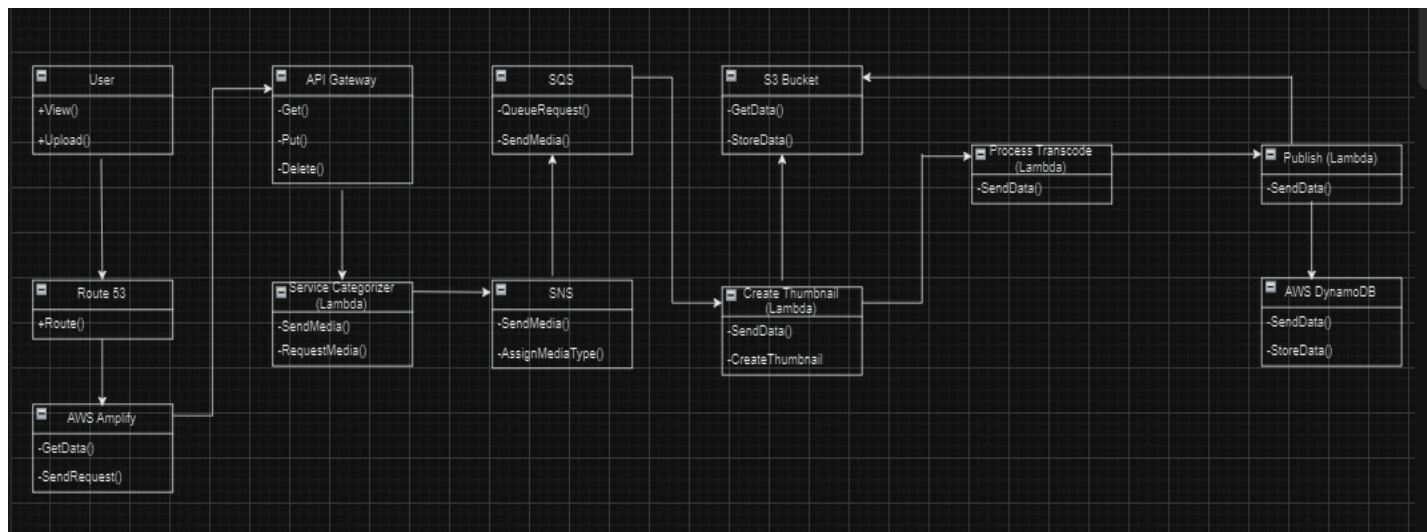 User
+View()
+Upload()
Route 53
+Route()
AWS Amplify
-GetData()
-SendRequest()
API Gateway
-Get()
-Put()
-Delete()
Service Categorizer
(Lambda)
-SendMedia()
-RequestMedia()
SQS
-QueueRequest()
-SendMedia()
SNS
-SendMedia()
-AssignMediaType()
S3 Bucket
-GetData()
-StoreData()
Create Thumbnail
(Lambda)
-SendData()
-CreateThumbnail
Process Transcode
(Lambda)
-SendData()
Publish (Lambda)
-SendData()
AWS DynamoDB
-SendData()
-StoreData()